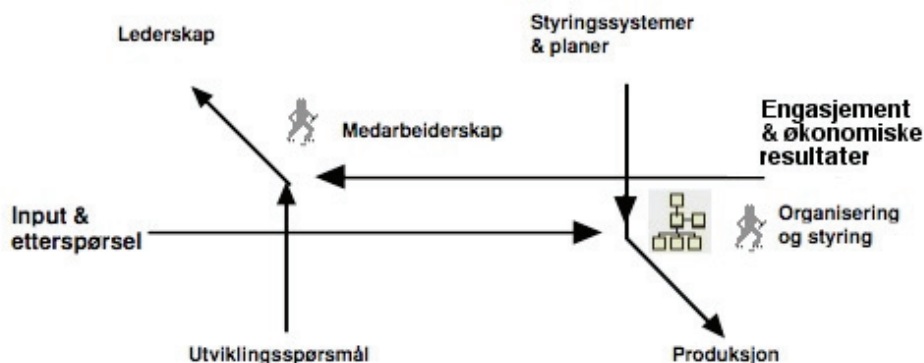 Lederskap
Styringssystemer
& planer
Medarbeiderskap
Engasjement
& økonomiske
resultater
Input &
etterspørsel
Organisering
og styring
Utviklingsspørsmål
Produksjon